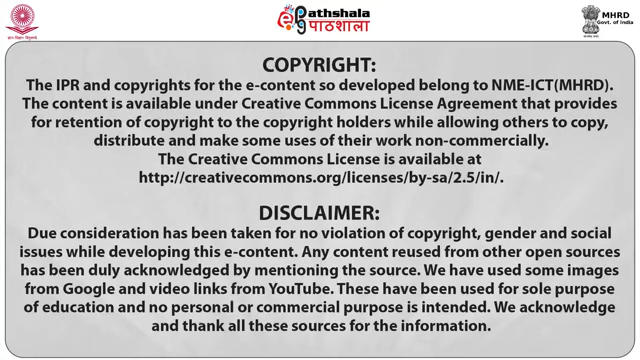 ePathshala
पाठशाला
MHRD
Govt. of India
COPYRIGHT:
The IPR and copyrights for the e-content so developed belong to NME-ICT(MHRD).
The content is available under Creative Commons License Agreement that provides
for retention of copyright to the copyright holders while allowing others to copy,
distribute and make some uses of their work non-commercially.
The Creative Commons License is available at
http://creativecommons.org/licenses/by-sa/2.5/in/.
DISCLAIMER:
Due consideration has been taken for no violation of copyright, gender and social
issues while developing this e-content. Any content reused from other open sources
has been duly acknowledged by mentioning the source. We have used some images
from Google and video links from YouTube. These have been used for sole purpose
of education and no personal or commercial purpose is intended. We acknowledge
and thank all these sources for the information.